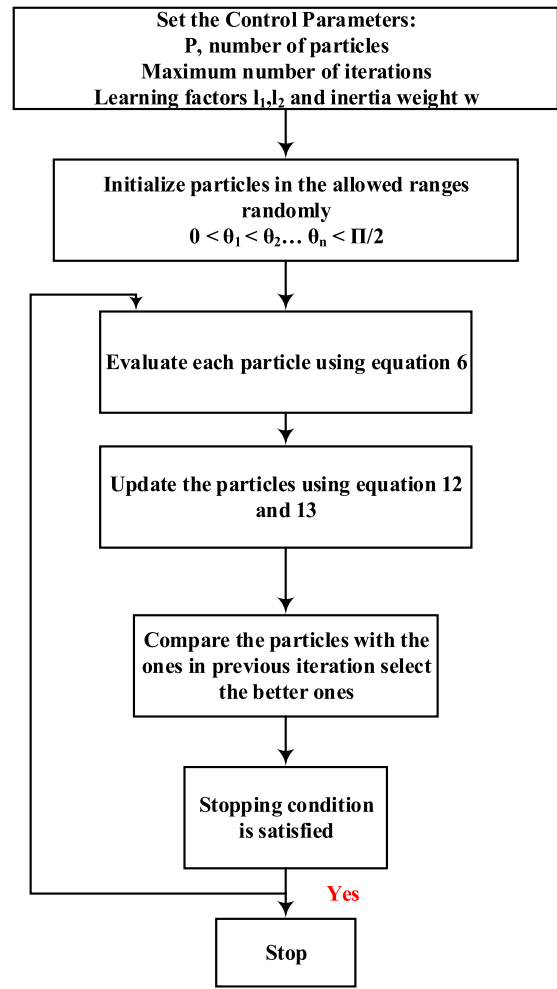 Set the Control Parameters:
P, number of particles
Maximum number of iterations
Learning factors l₁,l₂ and inertia weight w
Initialize particles in the allowed ranges
randomly
0 < θ₁ < θ₂... θₙ < Π/2
Evaluate each particle using equation 6
Update the particles using equation 12
and 13
Compare the particles with the
ones in previous iteration select
the better ones
Stopping condition
is satisfied
Yes
Stop